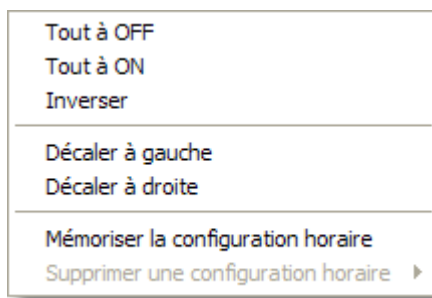 Tout à OFF
Tout à ON
Inverser
Décaler à gauche
Décaler à droite
Mémoriser la configuration horaire
Supprimer une configuration horaire